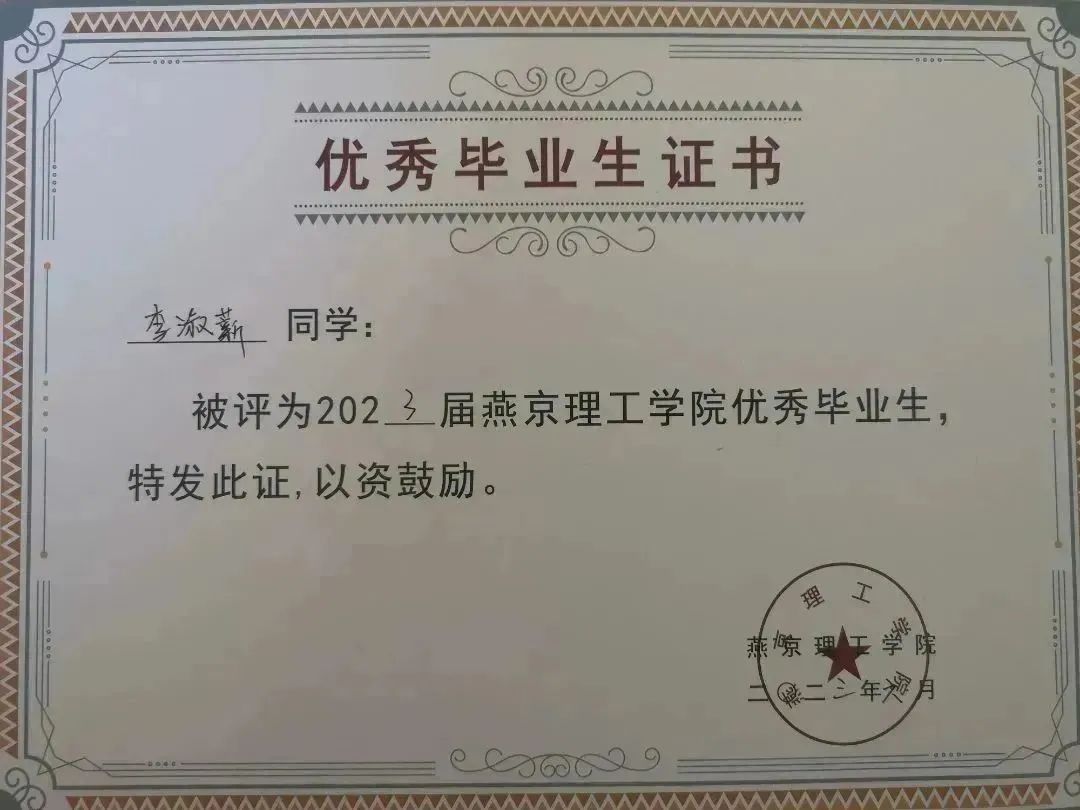 优秀毕业生证书
李淑薪 同学:
被评为2023届燕京理工学院优秀毕业生,
特发此证,以资鼓励。
燕京理工学院
燕京理工学院
二〇二三年 月